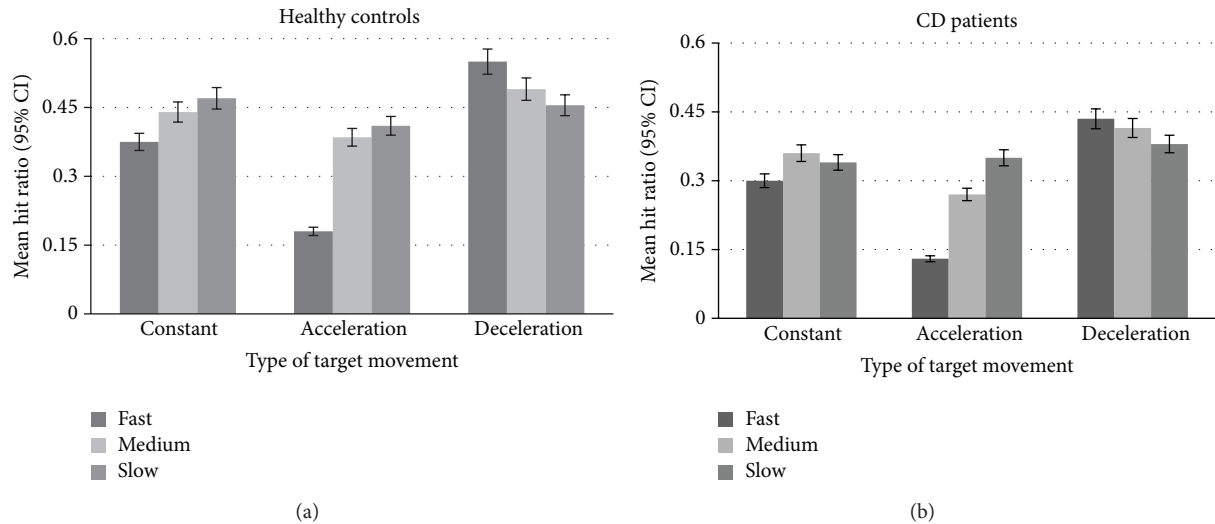 Healthy controls
Mean hit ratio (95% CI)
0.6
0.45
0.3
0.15
0
Constant Acceleration Deceleration
Type of target movement
Fast
Medium
Slow
(a)
CD patients
Mean hit ratio (95% CI)
0.6
0.45
0.3
0.15
0
Constant Acceleration Deceleration
Type of target movement
Fast
Medium
Slow
(b)